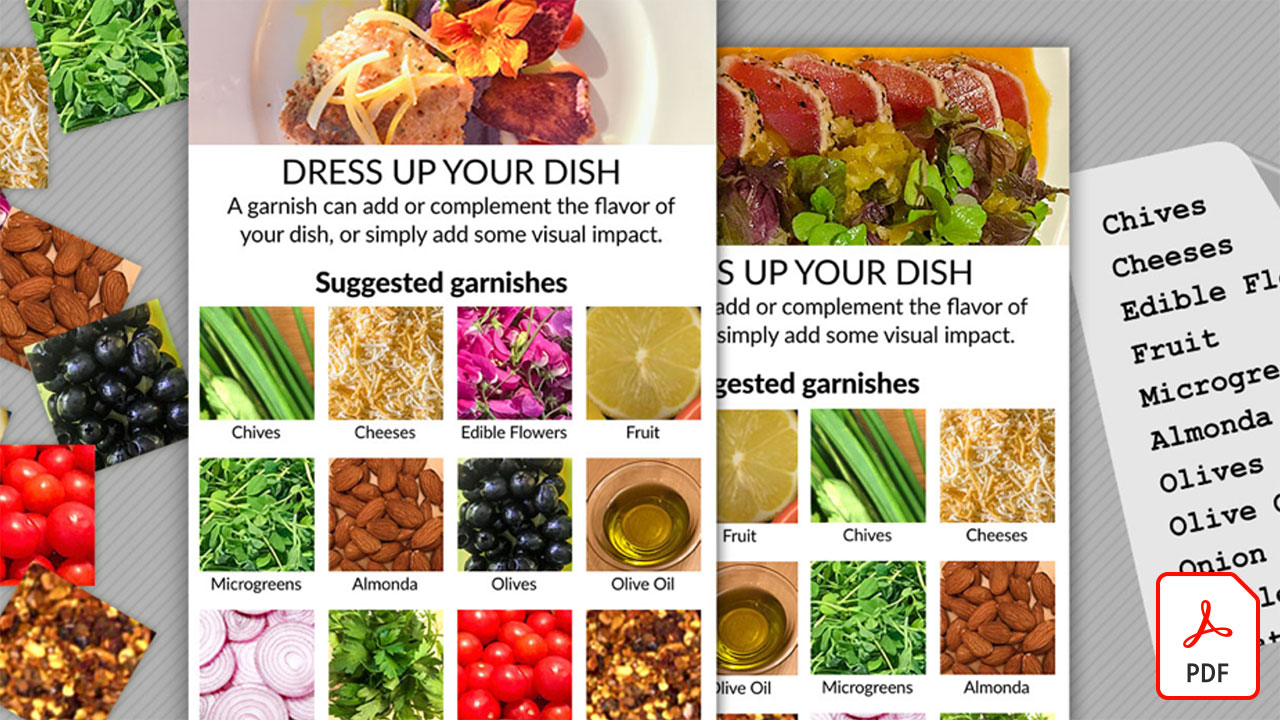 DRESS UP YOUR DISH
A garnish can add or complement the flavor of
your dish, or simply add some visual impact.
Suggested garnishes
Chives
Cheeses
Edible Flowers
Fruit
Microgreens
Almonda
Olives
Olive Oil
UP YOUR DISH
add or complement the flavor of
simply add some visual impact.
garnishes
Fruit
Chives
Cheeses
Olive Oil
Microgreens
Almonda
Chives
Cheeses
Edible
Fruit
Almonda
Olives
Olive
Onion
PDF